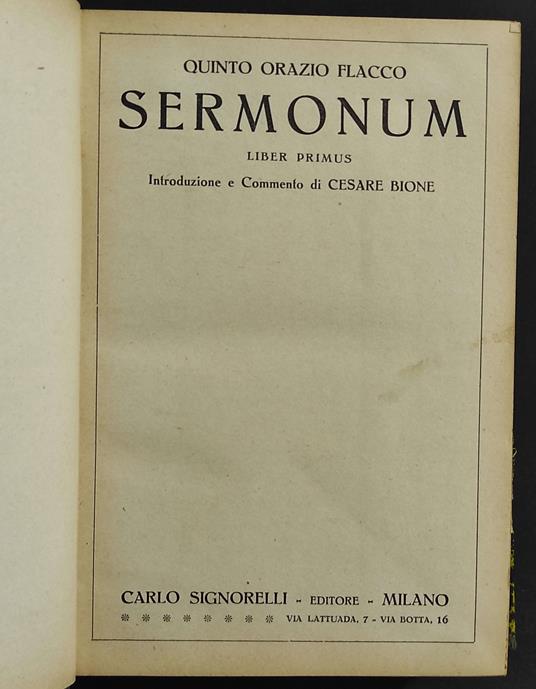 QUINTO ORAZIO FLACCO
SERMONUM
LIBER PRIMUS
Introduzione e Commento di CESARE BIONE
CARLO SIGNORELLI - EDITORE - MILANO
VIA LATTUADA, 7 - VIA BOTTA, 16